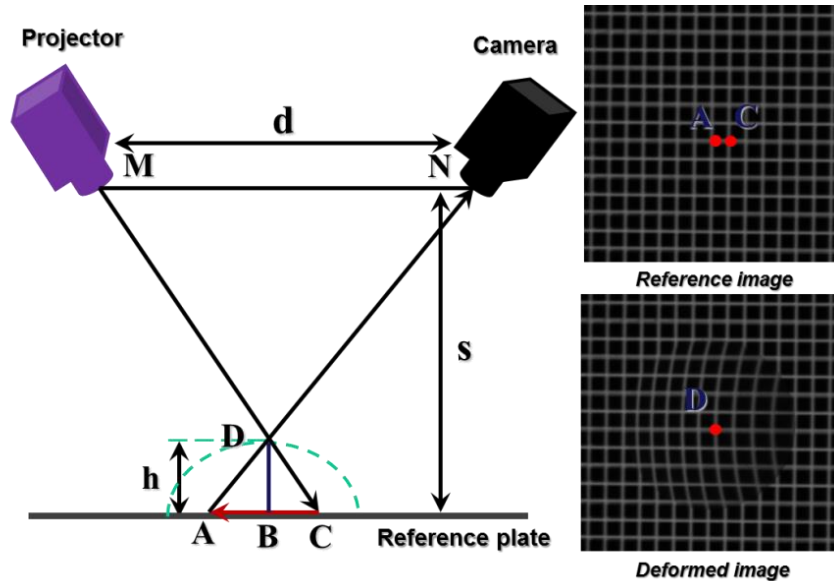 Projector
Camera
d
M
N
s
D
h
A
B
C
Reference plate
A C
Reference image
D
Deformed image